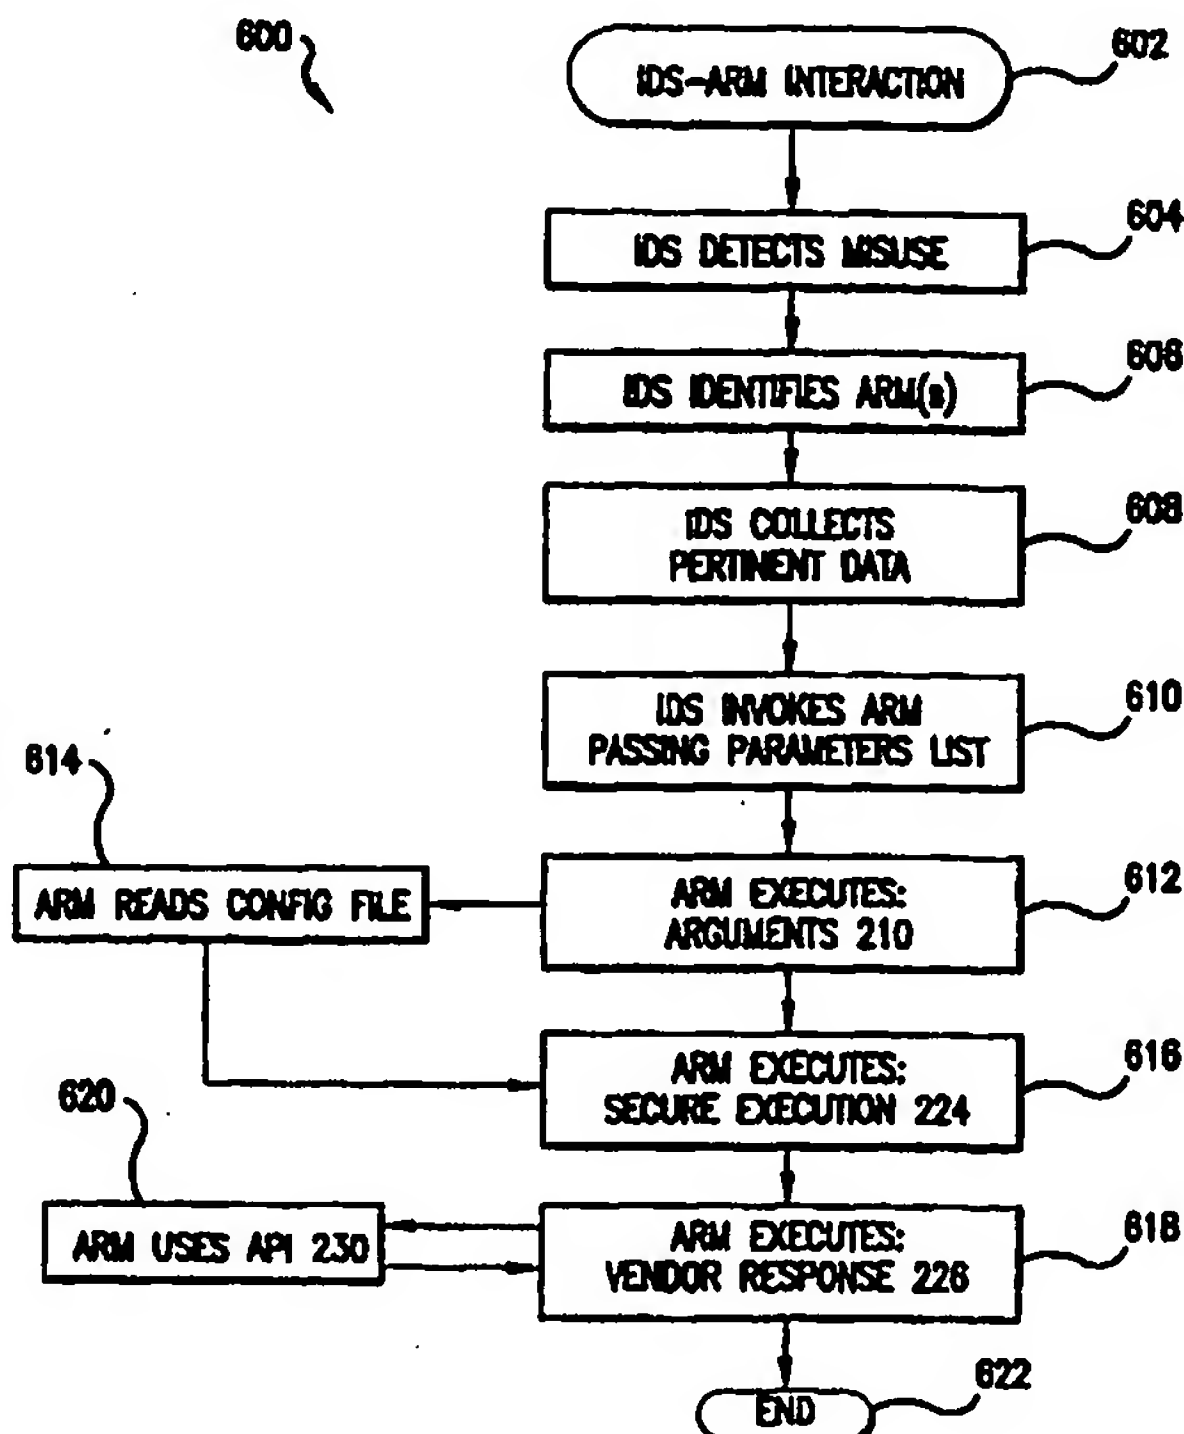 600
IDS-ARM INTERACTION
602
IDS DETECTS MISUSE
604
IDS IDENTIFIES ARM(s)
606
IDS COLLECTS
PERTINENT DATA
608
IDS INVOKES ARM
PASSING PARAMETERS LIST
610
614
ARM READS CONFIG FILE
ARM EXECUTES:
ARGUMENTS 210
612
ARM EXECUTES:
SECURE EXECUTION 224
616
620
ARM USES API 230
ARM EXECUTES:
VENDOR RESPONSE 226
618
END
622